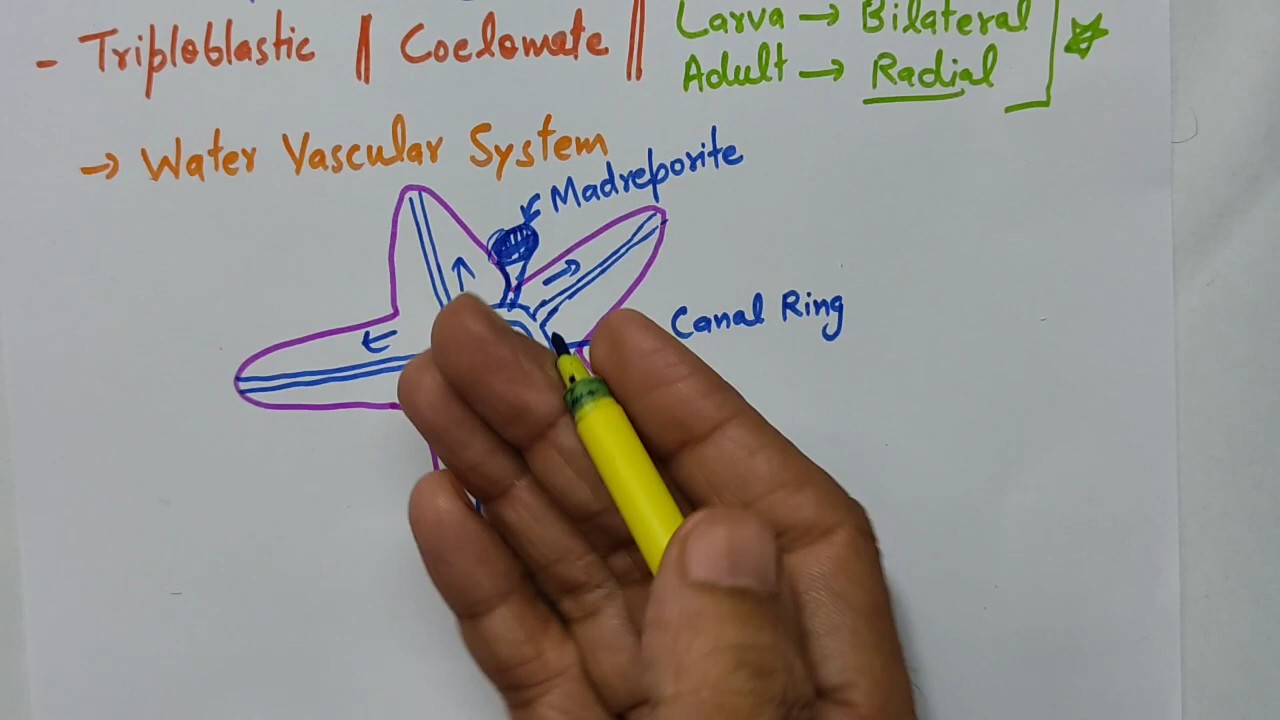 - Triploblastic || Coelomate ||
Larva → Bilateral
Adult → Radial
→ Water Vascular System
Madreporite
Canal Ring